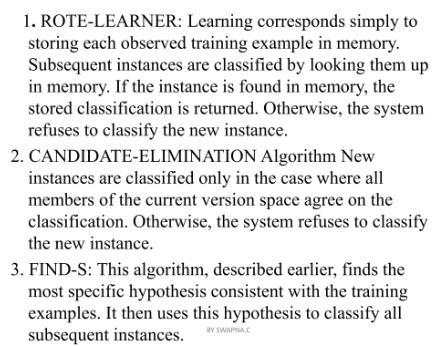 1. ROTE-LEARNER: Learning corresponds simply to
storing each observed training example in memory.
Subsequent instances are classified by looking them up
in memory. If the instance is found in memory, the
stored classification is returned. Otherwise, the system
refuses to classify the new instance.
2. CANDIDATE-ELIMINATION Algorithm New
instances are classified only in the case where all
members of the current version space agree on the
classification. Otherwise, the system refuses to classify
the new instance.
3. FIND-S: This algorithm, described earlier, finds the
most specific hypothesis consistent with the training
examples. It then uses this hypothesis to classify all
subsequent instances.
BY SWAPNA.C